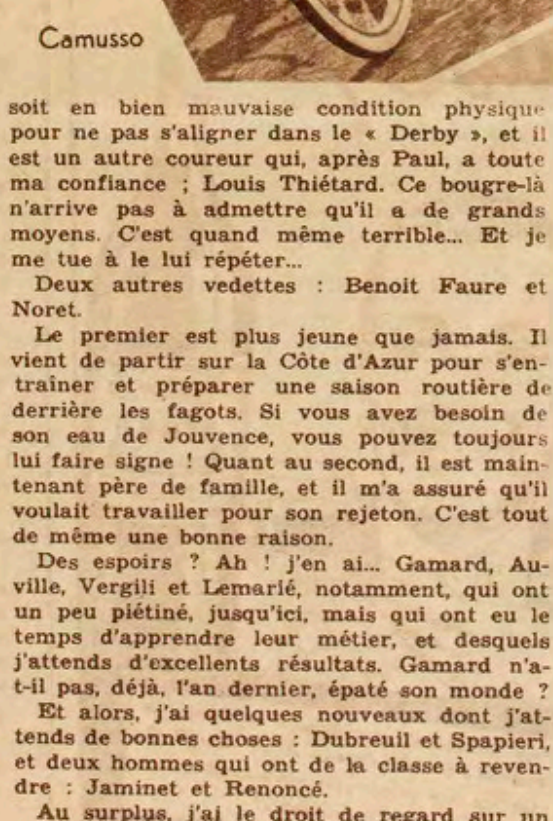 Camusso
soit en bien mauvaise condition physique
pour ne pas s'aligner dans le « Derby », et il
est un autre coureur qui, après Paul, a toute
ma confiance ; Louis Thiétard. Ce bougre-là
n'arrive pas à admettre qu'il a de grands
moyens. C'est quand même terrible... Et je
me tue à le lui répéter...
Deux autres vedettes : Benoit Faure et
Noret.
Le premier est plus jeune que jamais. Il
vient de partir sur la Côte d'Azur pour s'en-
traîner et préparer une saison routière de
derrière les fagots. Si vous avez besoin de
son eau de Jouvence, vous pouvez toujours
lui faire signe ! Quant au second, il est main-
tenant père de famille, et il m'a assuré qu'il
voulait travailler pour son rejeton. C'est tout
de même une bonne raison.
Des espoirs ? Ah ! j'en ai... Gamard, Au-
ville, Vergili et Lemarié, notamment, qui ont
un peu piétiné, jusqu'ici, mais qui ont eu le
temps d'apprendre leur métier, et desquels
j'attends d'excellents résultats. Gamard n'a-
t-il pas, déjà, l'an dernier, épaté son monde ?
Et alors, j'ai quelques nouveaux dont j'at-
tends de bonnes choses : Dubreuil et Spapieri,
et deux hommes qui ont de la classe à reven-
dre : Jaminet et Renoncé.
Au surplus, j'ai le droit de regard sur un